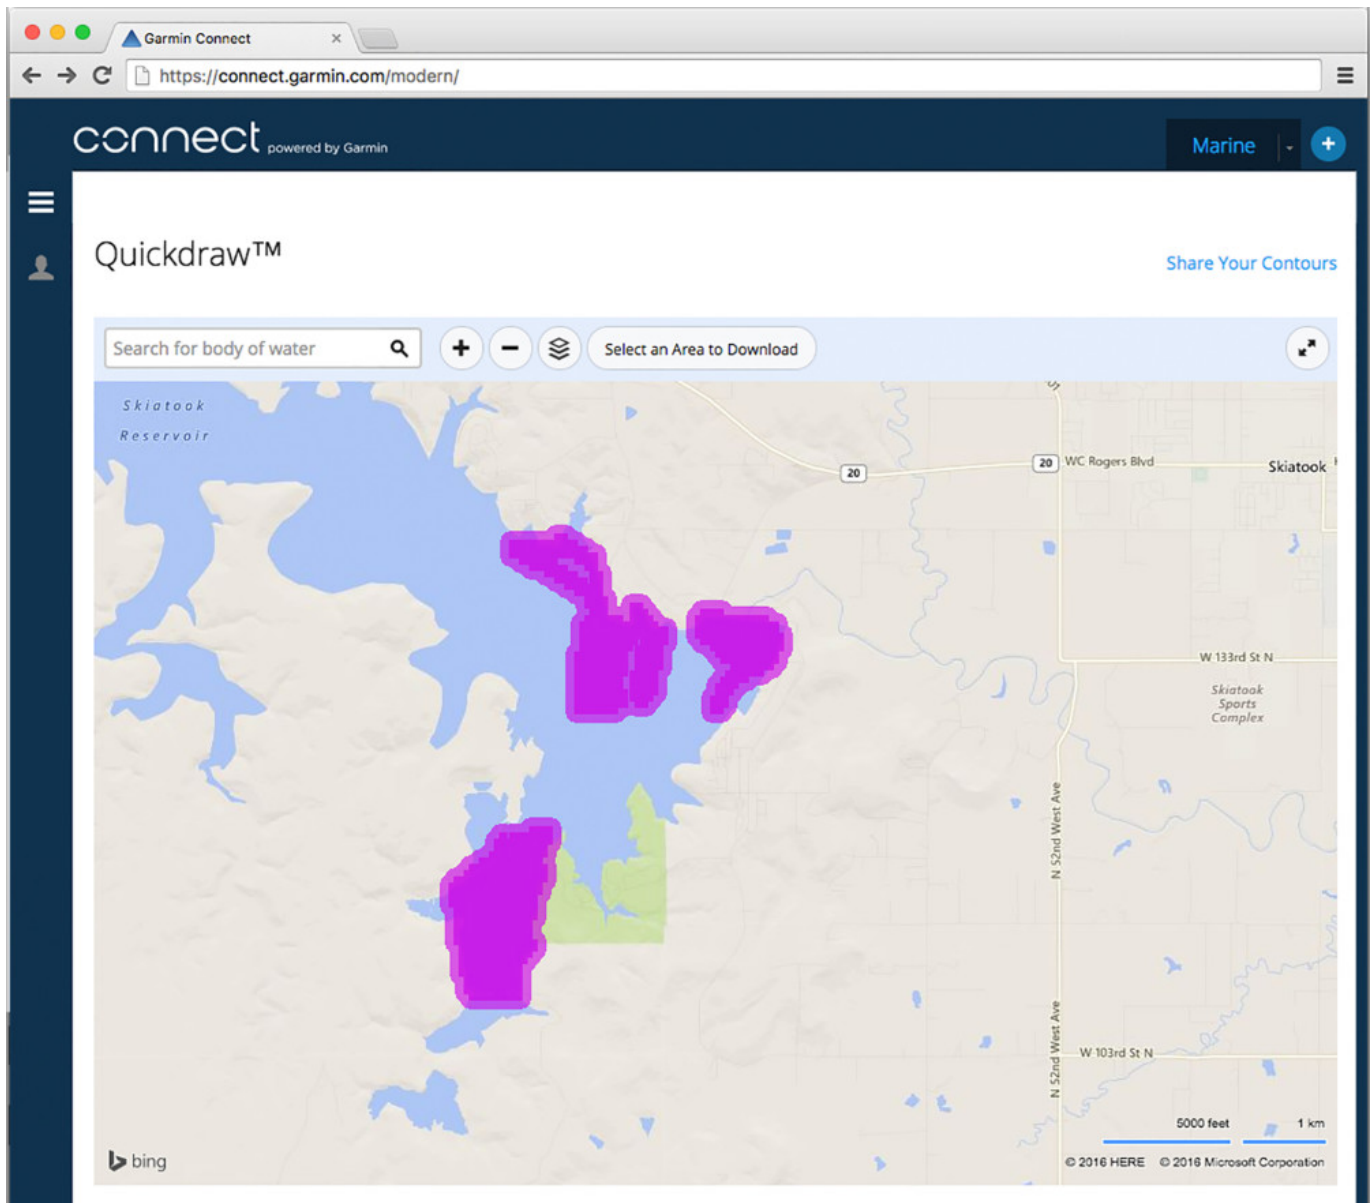 Garmin Connect
https://connect.garmin.com/modern/
connect powered by Garmin
Marine
Quickdraw™
Share Your Contours
Search for body of water
Select an Area to Download
Skiatook
Reservoir
20
20
WC Rogers Blvd
Skiatook
W 133rd St N
Skiatook
Sports
Complex
N 52nd West Ave
N 52nd West Ave
W 103rd St N
5000 feet
1 km
bing
© 2016 HERE © 2016 Microsoft Corporation